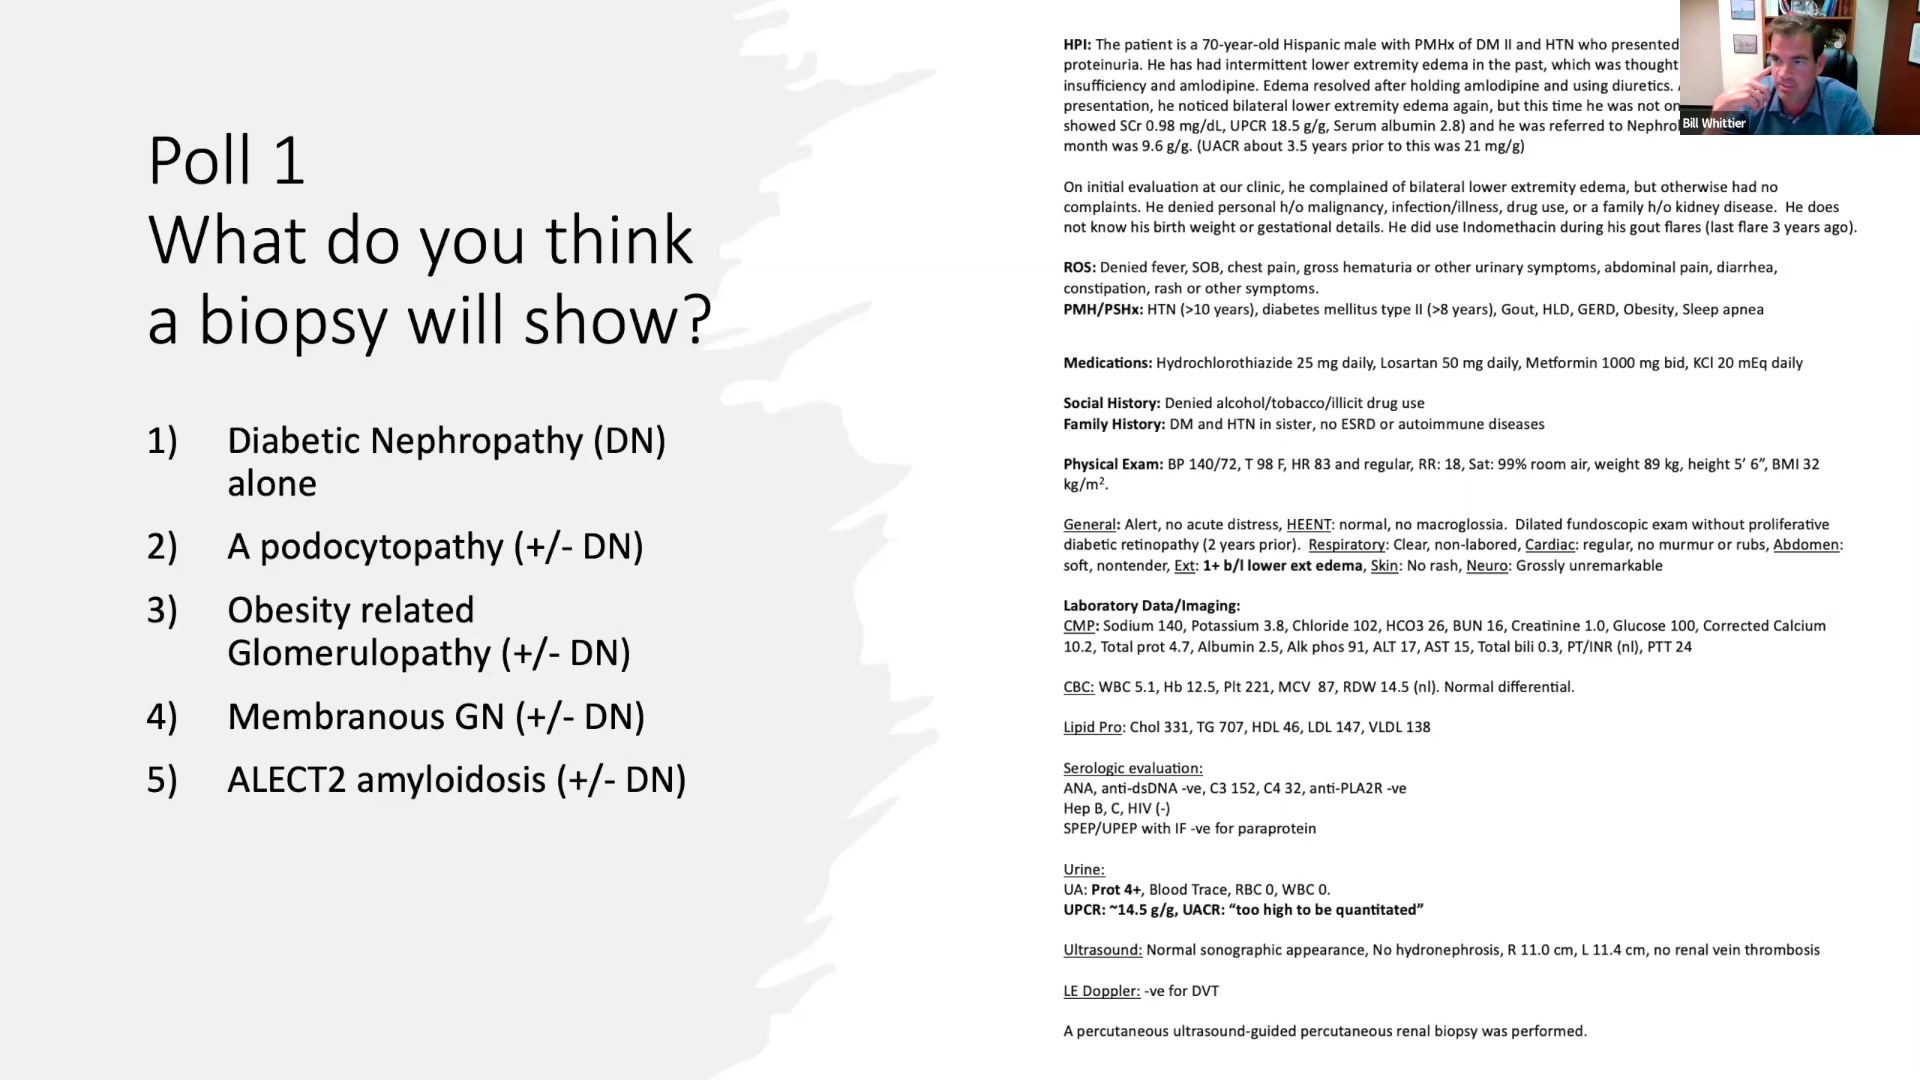 Poll 1
What do you think
a biopsy will show?
1) Diabetic Nephropathy (DN)
alone
2) A podocytopathy (+/- DN)
3) Obesity related
Glomerulopathy (+/- DN)
4) Membranous GN (+/- DN)
5) ALECT2 amyloidosis (+/- DN)
HPI: The patient is a 70-year-old Hispanic male with PMHx of DM II and HTN who presented
proteinuria. He has had intermittent lower extremity edema in the past, which was thought
insufficiency and amlodipine. Edema resolved after holding amlodipine and using diuretics.
presentation, he noticed bilateral lower extremity edema again, but this time he was not on
showed SCr 0.98 mg/dL, UPCR 18.5 g/g, Serum albumin 2.8) and he was referred to Nephrol
month was 9.6 g/g. (UACR about 3.5 years prior to this was 21 mg/g)
Bill Whittier
On initial evaluation at our clinic, he complained of bilateral lower extremity edema, but otherwise had no
complaints. He denied personal h/o malignancy, infection/illness, drug use, or a family h/o kidney disease. He does
not know his birth weight or gestational details. He did use Indomethacin during his gout flares (last flare 3 years ago).
ROS: Denied fever, SOB, chest pain, gross hematuria or other urinary symptoms, abdominal pain, diarrhea,
constipation, rash or other symptoms.
PMH/PSHx: HTN (>10 years), diabetes mellitus type II (>8 years), Gout, HLD, GERD, Obesity, Sleep apnea
Medications: Hydrochlorothiazide 25 mg daily, Losartan 50 mg daily, Metformin 1000 mg bid, KCl 20 mEq daily
Social History: Denied alcohol/tobacco/illicit drug use
Family History: DM and HTN in sister, no ESRD or autoimmune diseases
Physical Exam: BP 140/72, T 98 F, HR 83 and regular, RR: 18, Sat: 99% room air, weight 89 kg, height 5’ 6”, BMI 32
kg/m².
General: Alert, no acute distress, HEENT: normal, no macroglossia. Dilated fundoscopic exam without proliferative
diabetic retinopathy (2 years prior). Respiratory: Clear, non-labored, Cardiac: regular, no murmur or rubs, Abdomen:
soft, nontender, Ext: 1+ b/l lower ext edema, Skin: No rash, Neuro: Grossly unremarkable
Laboratory Data/Imaging:
CMP: Sodium 140, Potassium 3.8, Chloride 102, HCO3 26, BUN 16, Creatinine 1.0, Glucose 100, Corrected Calcium
10.2, Total prot 4.7, Albumin 2.5, Alk phos 91, ALT 17, AST 15, Total bili 0.3, PT/INR (nl), PTT 24
CBC: WBC 5.1, Hb 12.5, Plt 221, MCV 87, RDW 14.5 (nl). Normal differential.
Lipid Pro: Chol 331, TG 707, HDL 46, LDL 147, VLDL 138
Serologic evaluation:
ANA, anti-dsDNA -ve, C3 152, C4 32, anti-PLA2R -ve
Hep B, C, HIV (-)
SPEP/UPEP with IF -ve for paraprotein
Urine:
UA: Prot 4+, Blood Trace, RBC 0, WBC 0.
UPCR: ~14.5 g/g, UACR: “too high to be quantitated”
Ultrasound: Normal sonographic appearance, No hydronephrosis, R 11.0 cm, L 11.4 cm, no renal vein thrombosis
LE Doppler: -ve for DVT
A percutaneous ultrasound-guided percutaneous renal biopsy was performed.